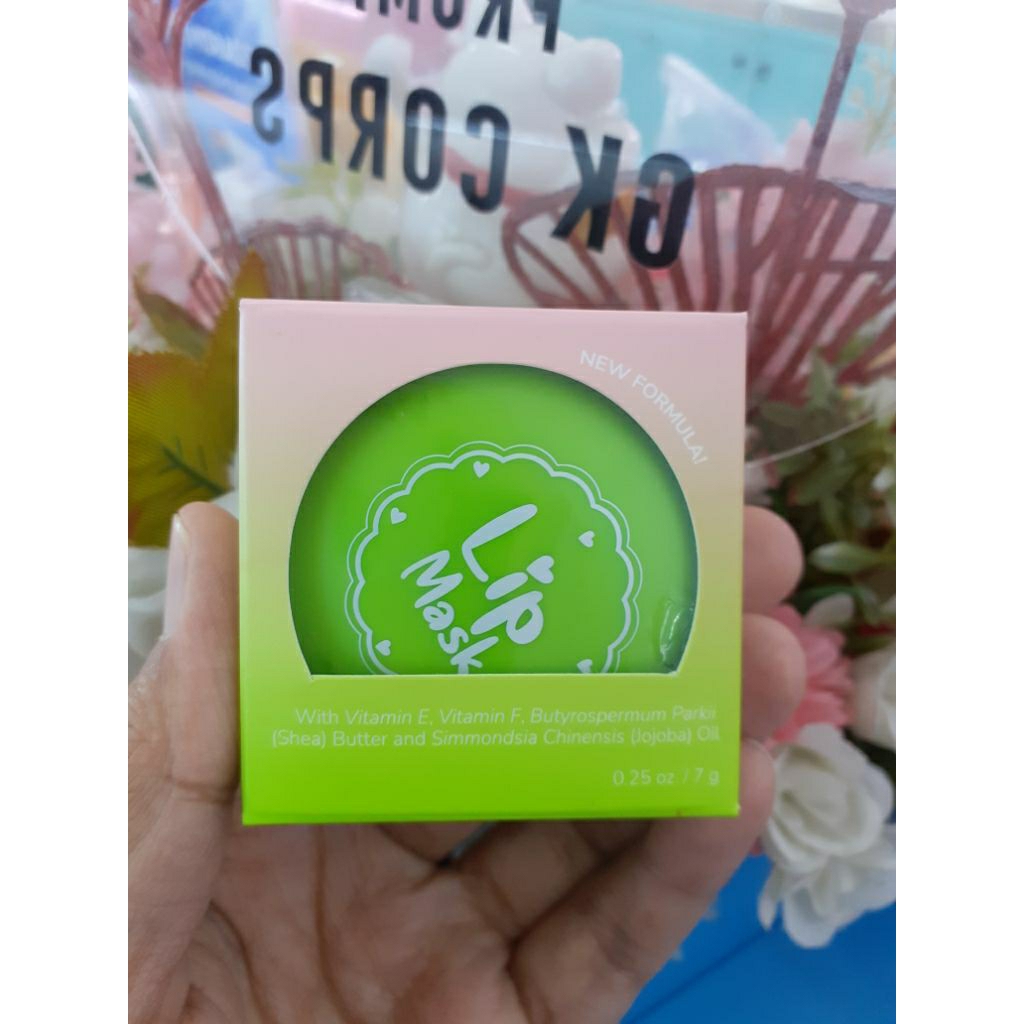 GK CORPS
NEW FORMULA!
Lip
Mask
With Vitamin E, Vitamin F, Butyrospermum Parkii
(Shea) Butter and Simmondsia Chinensis (Jojoba) Oil
0.25 oz. / 7 g